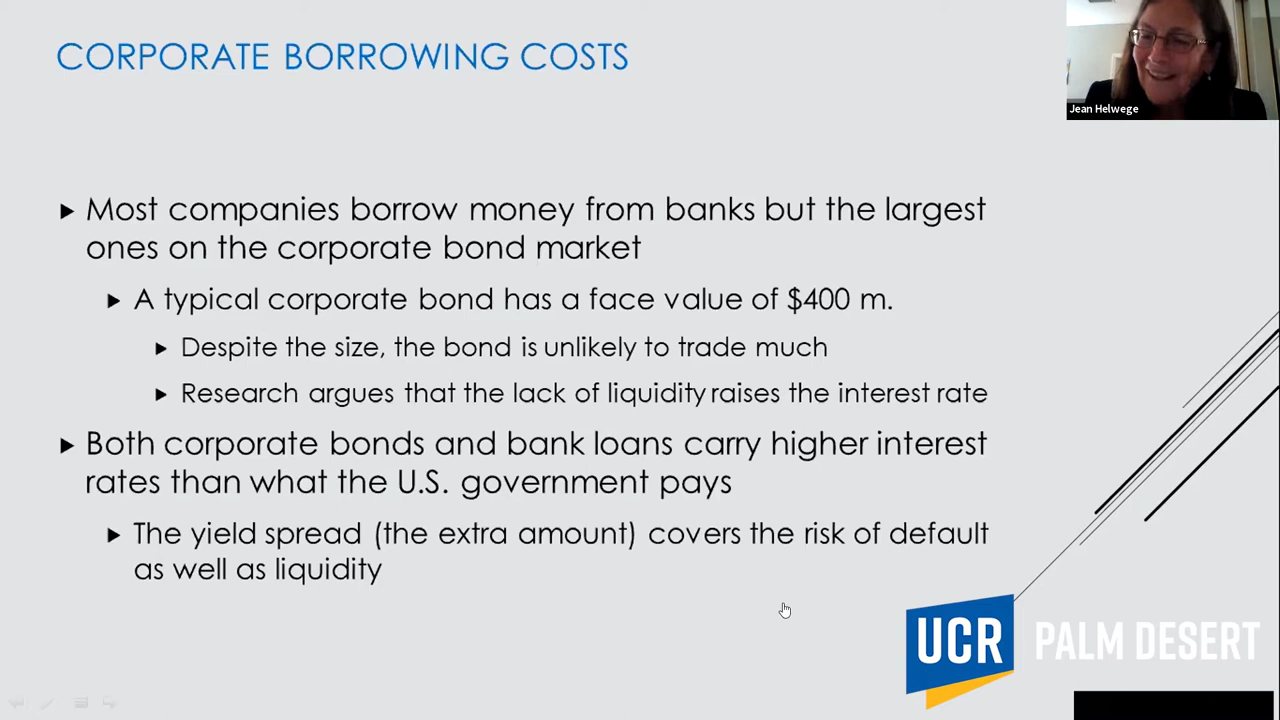 CORPORATE BORROWING COSTS
Jean Helwege
Most companies borrow money from banks but the largest
ones on the corporate bond market
A typical corporate bond has a face value of $400 m.
Despite the size, the bond is unlikely to trade much
Research argues that the lack of liquidity raises the interest rate
Both corporate bonds and bank loans carry higher interest
rates than what the U.S. government pays
The yield spread (the extra amount) covers the risk of default
as well as liquidity
UCR PALM DESERT